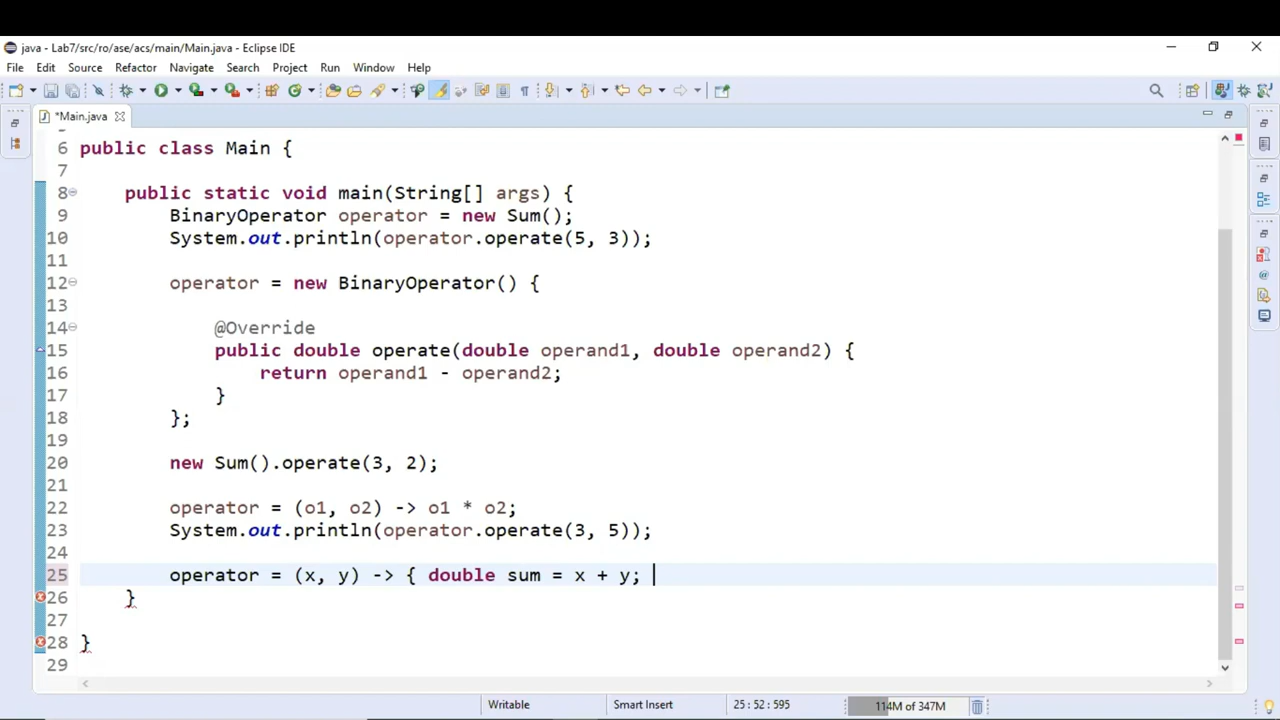 java - Lab7/src/ro/ase/acs/main/Main.java - Eclipse IDE
File Edit Source Refactor Navigate Search Project Run Window Help
*Main.java
6 public class Main {
7
8 public static void main(String[] args) {
9 BinaryOperator operator = new Sum();
10 System.out.println(operator.operate(5, 3));
11
12 operator = new BinaryOperator() {
13
14 @Override
15 public double operate(double operand1, double operand2) {
16 return operand1 - operand2;
17 }
18 };
19
20 new Sum().operate(3, 2);
21
22 operator = (o1, o2) -> o1 * o2;
23 System.out.println(operator.operate(3, 5));
24
25 operator = (x, y) -> { double sum = x + y;
26 }
27
28 }
29
Writable Smart Insert 25 : 52 : 595 114M of 347M